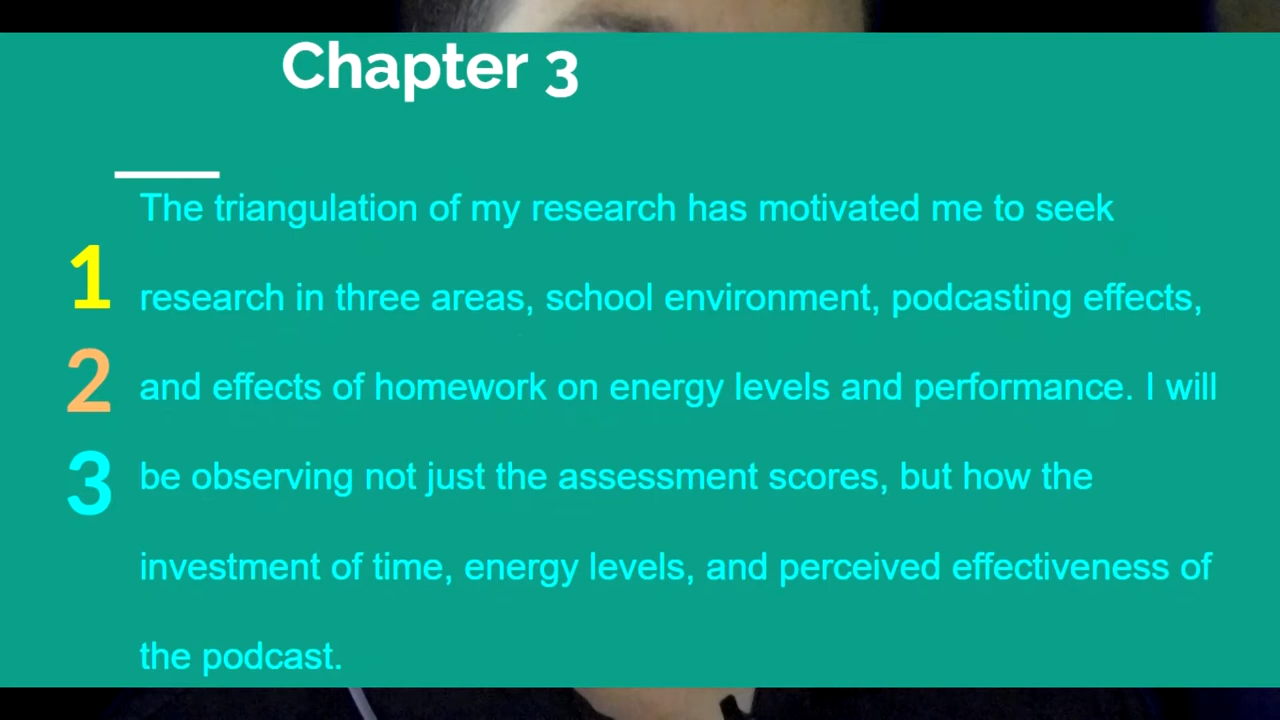 Chapter 3
The triangulation of my research has motivated me to seek
1
research in three areas, school environment, podcasting effects,
2
and effects of homework on energy levels and performance. I will
3
be observing not just the assessment scores, but how the
investment of time, energy levels, and perceived effectiveness of
the podcast.